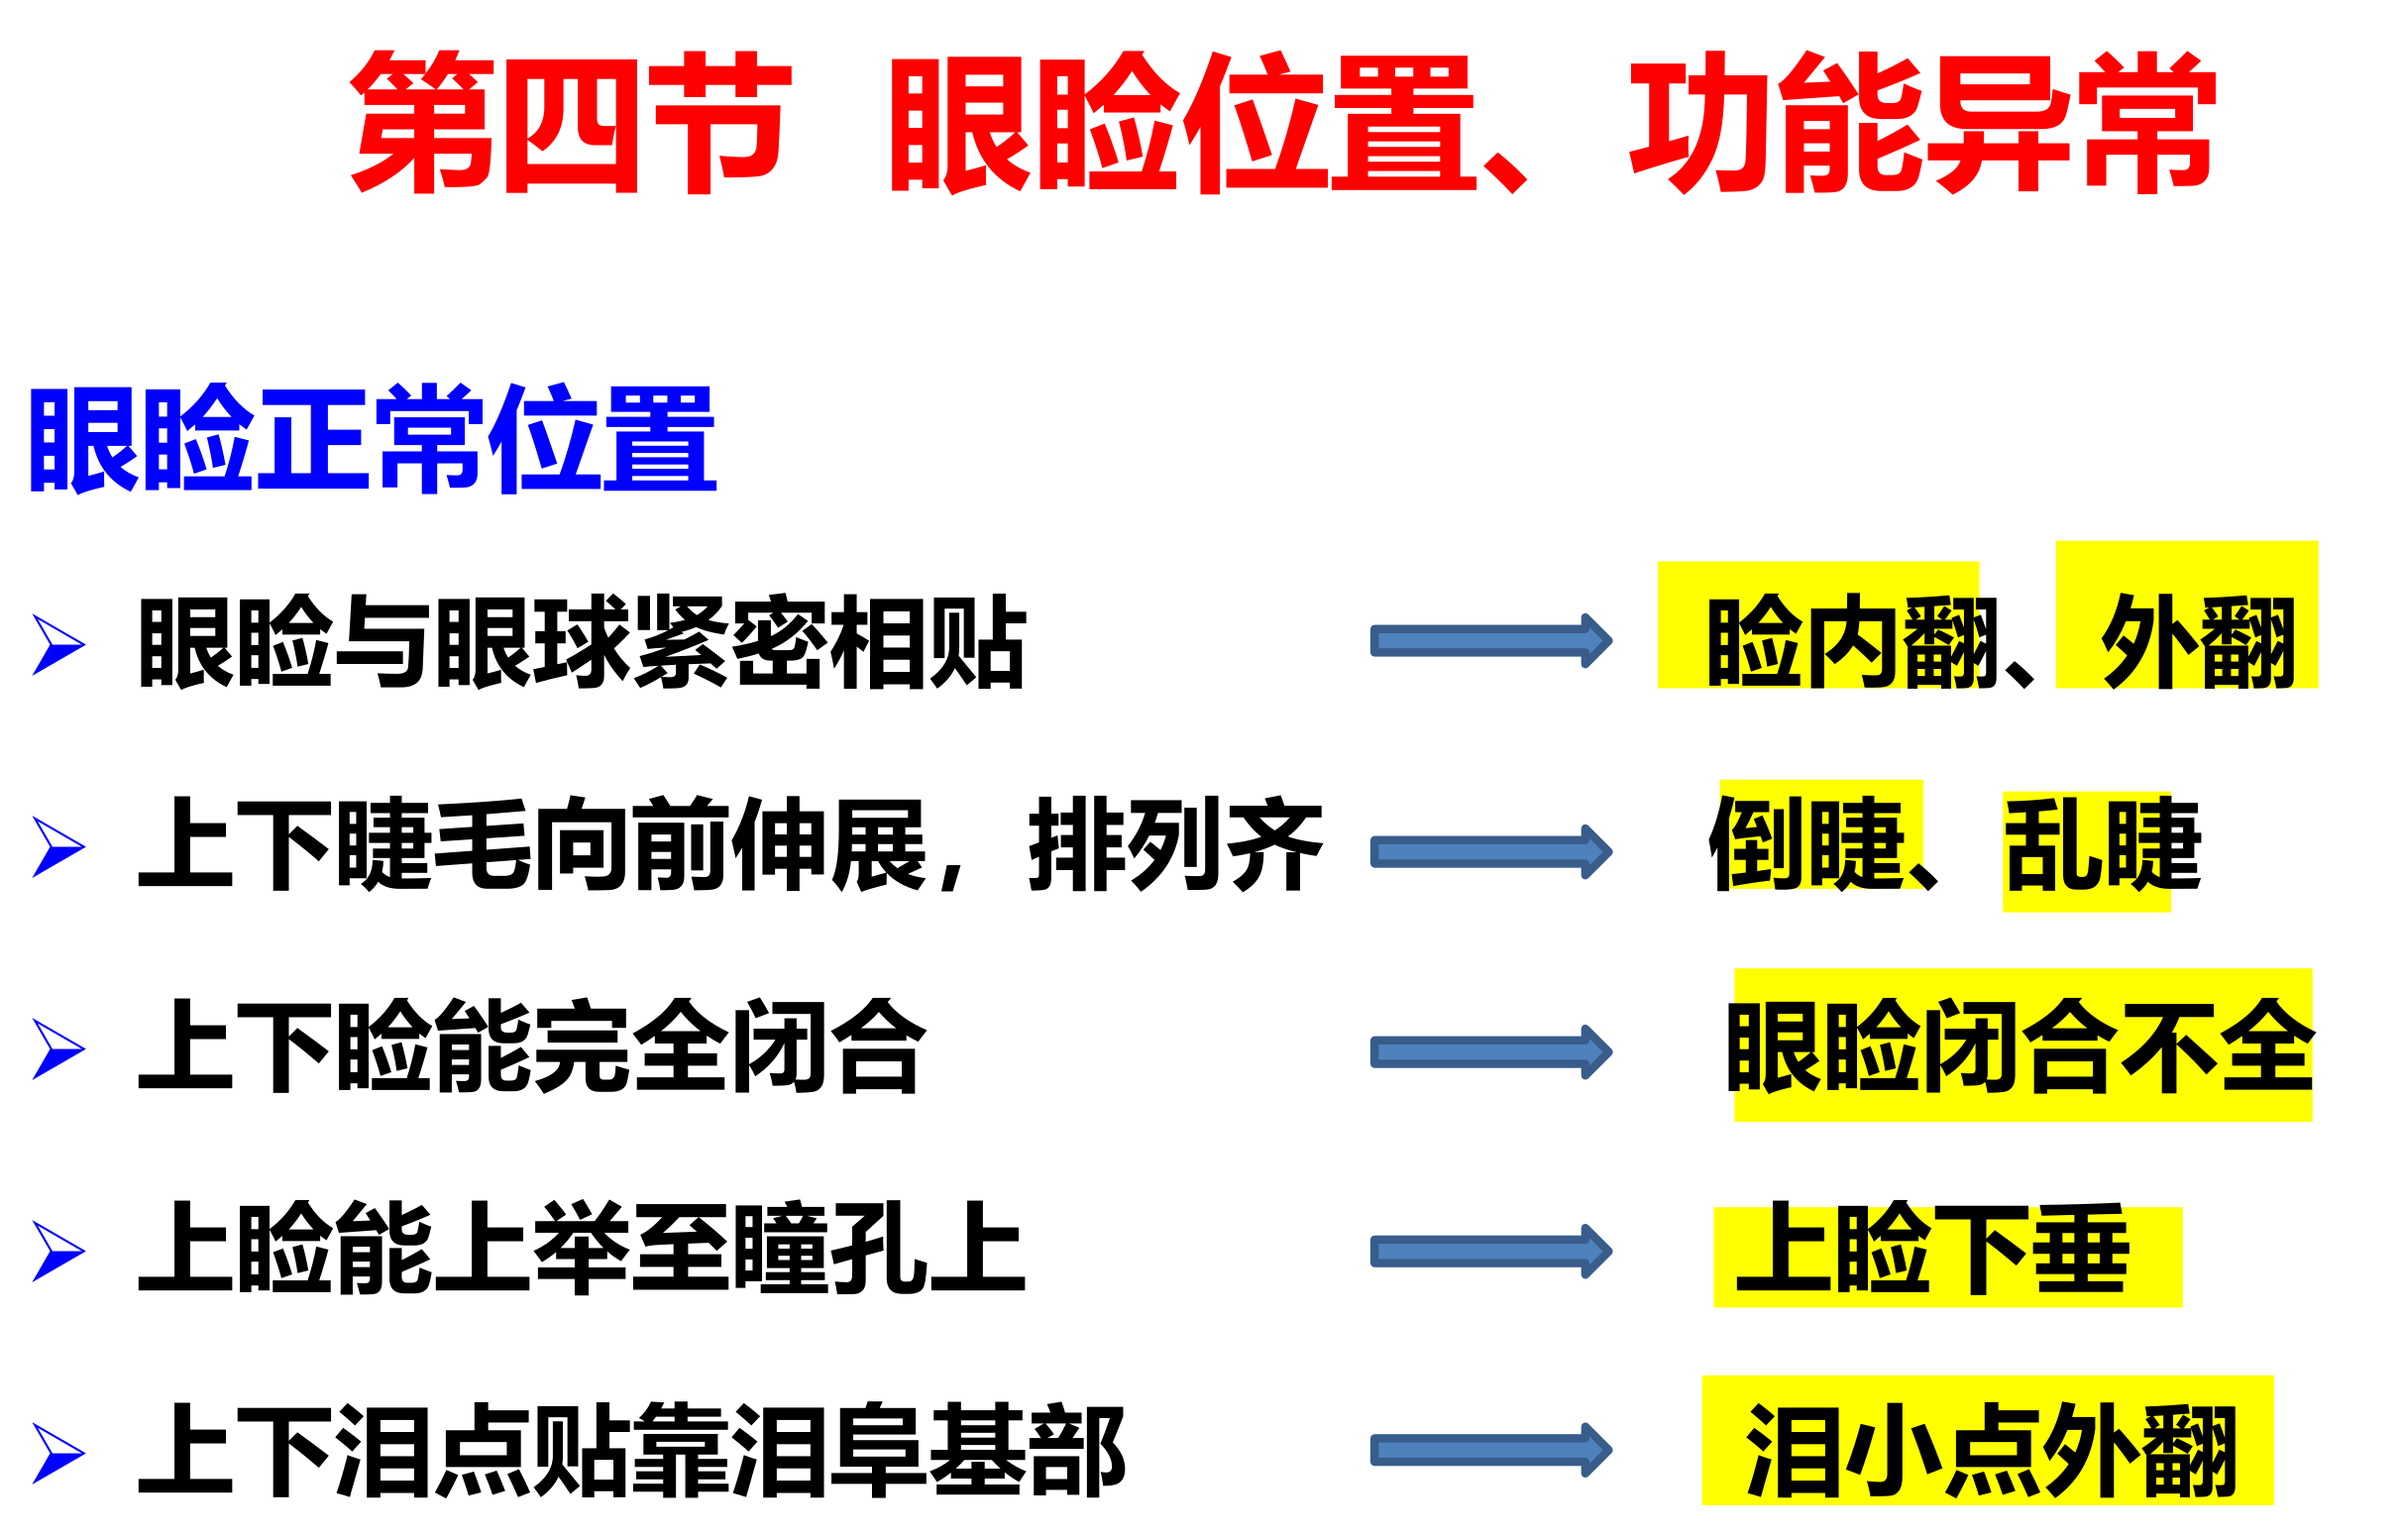 第四节 眼睑位置、功能异常
眼睑正常位置
眼睑与眼球紧密相贴 睑内翻、外翻
上下睫毛向前伸展, 排列齐 倒睫、乱睫
上下睑能完全闭合 眼睑闭合不全
上睑能上举至瞳孔上 上睑下垂
上下泪点贴靠泪阜基部 泪小点外翻